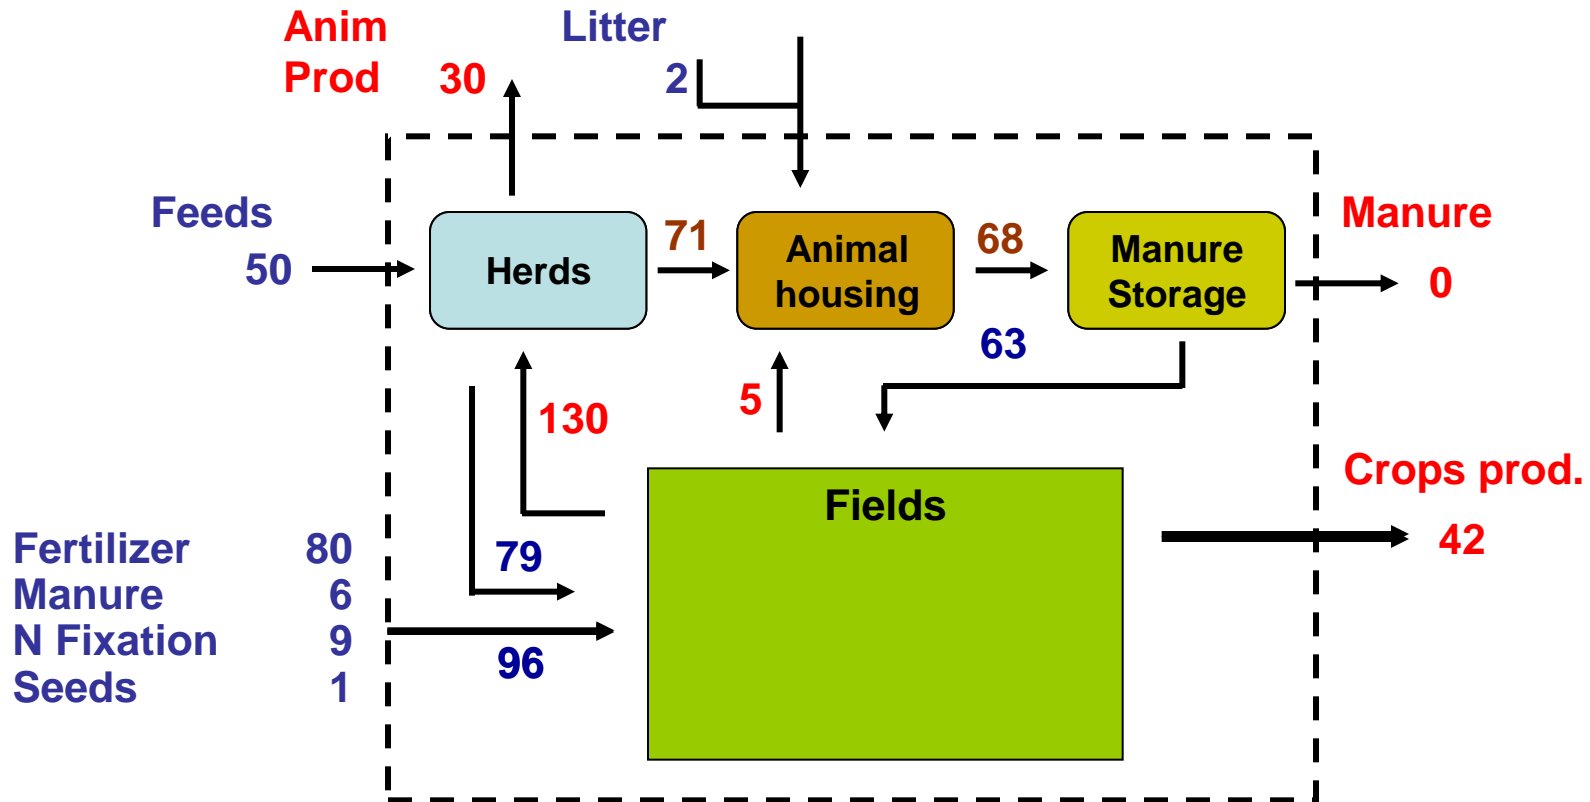 Anim
Prod 30
Litter
2
Feeds
50
Herds
71
Animal
housing
68
Manure
Storage
Manure
0
63
130
5
Fields
Crops prod.
42
79
Fertilizer 80
Manure 6
N Fixation 9
Seeds 1
96